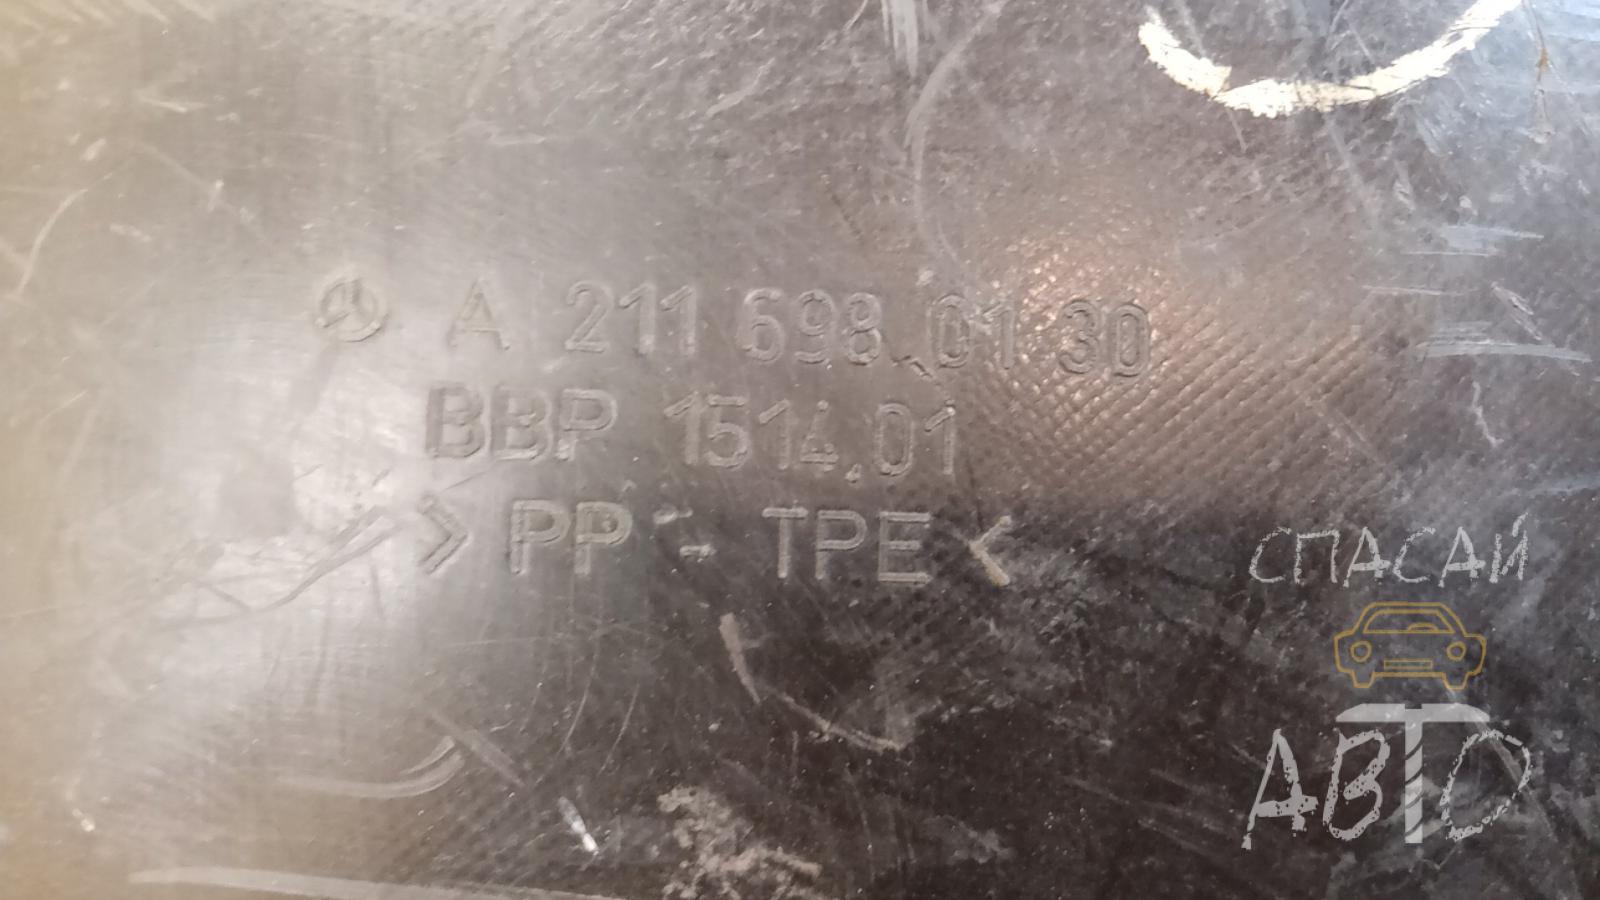 A 211 698 01 30
BBP 1514.01
> PP - TPE <
СПАСАЙ
АВТО